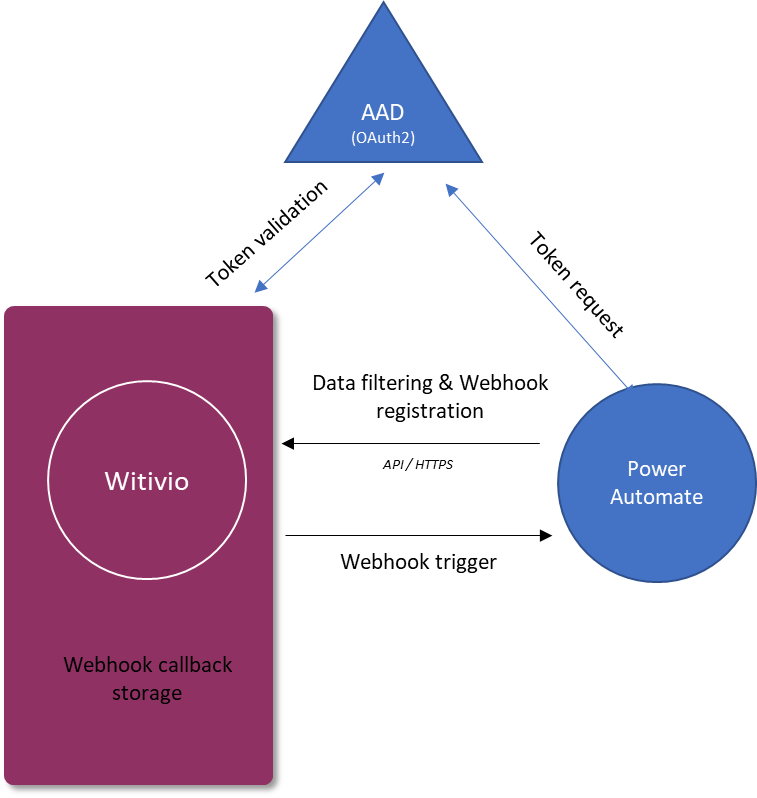 AAD
(OAuth2)
Token validation
Token request
Data filtering & Webhook
registration
API / HTTPS
Witivio
Power
Automate
Webhook trigger
Webhook callback
storage